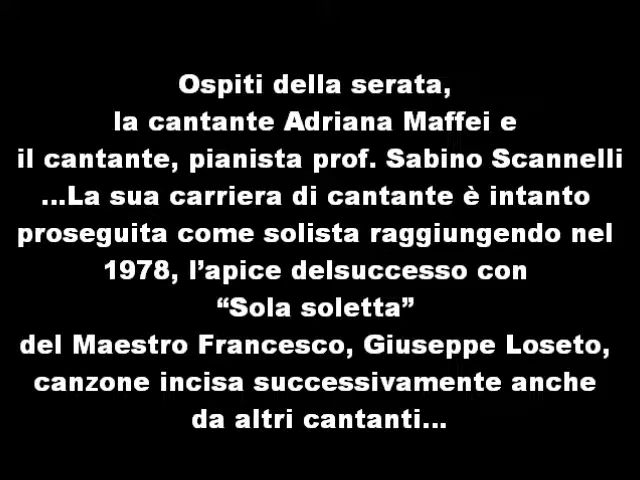 Ospiti della serata,
la cantante Adriana Maffei e
il cantante, pianista prof. Sabino Scannelli
...La sua carriera di cantante è intanto
proseguita come solista raggiungendo nel
1978, l’apice delsuccesso con
“Sola soletta”
del Maestro Francesco, Giuseppe Loseto,
canzone incisa successivamente anche
da altri cantanti...